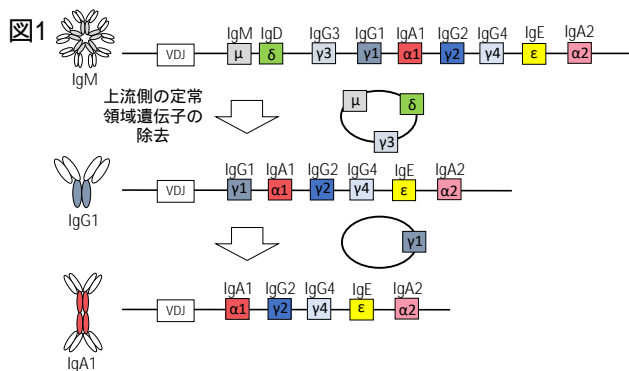 図1
IgM IgD IgG3 IgG1 IgA1 IgG2 IgG4 IgE IgA2
VDJ μ δ γ3 γ1 α1 γ2 γ4 ε α2
IgM
上流側の定常
領域遺伝子の
除去
μ δ
γ3
IgG1 IgA1 IgG2 IgG4 IgE IgA2
VDJ γ1 α1 γ2 γ4 ε α2
IgG1
γ1
IgA1 IgG2 IgG4 IgE IgA2
VDJ α1 γ2 γ4 ε α2
IgA1